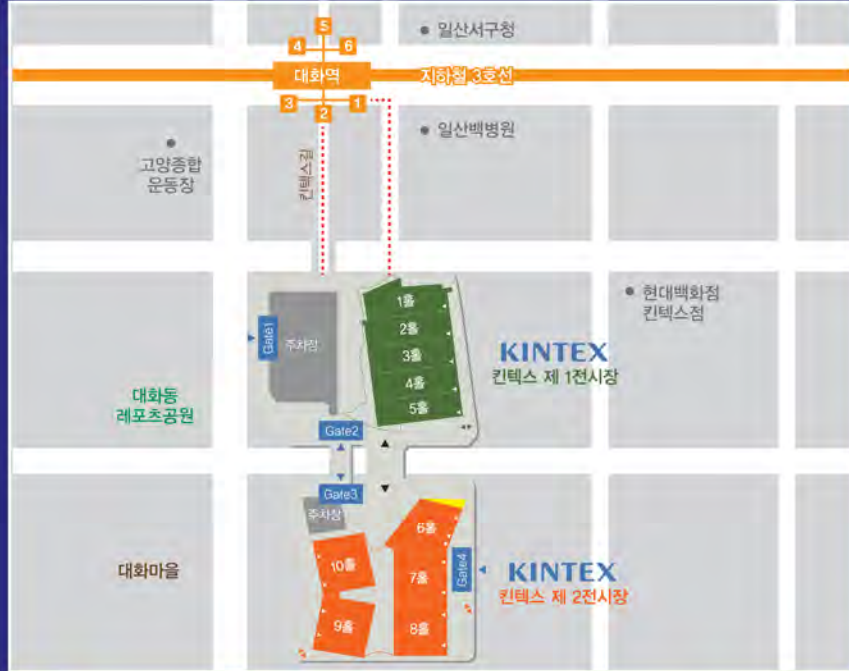 5
4
6
일산서구청
대화역
지하철 3호선
3
1
2
일산백병원
고양종합
운동장
킨텍스길
1홀
현대백화점
킨텍스점
2홀
Gate1
주차장
3홀
KINTEX
킨텍스 제 1전시장
4홀
대화동
레포츠공원
5홀
Gate2
Gate3
주차장
6홀
10홀
7홀
Gate4
대화마을
KINTEX
킨텍스 제 2전시장
9홀
8홀